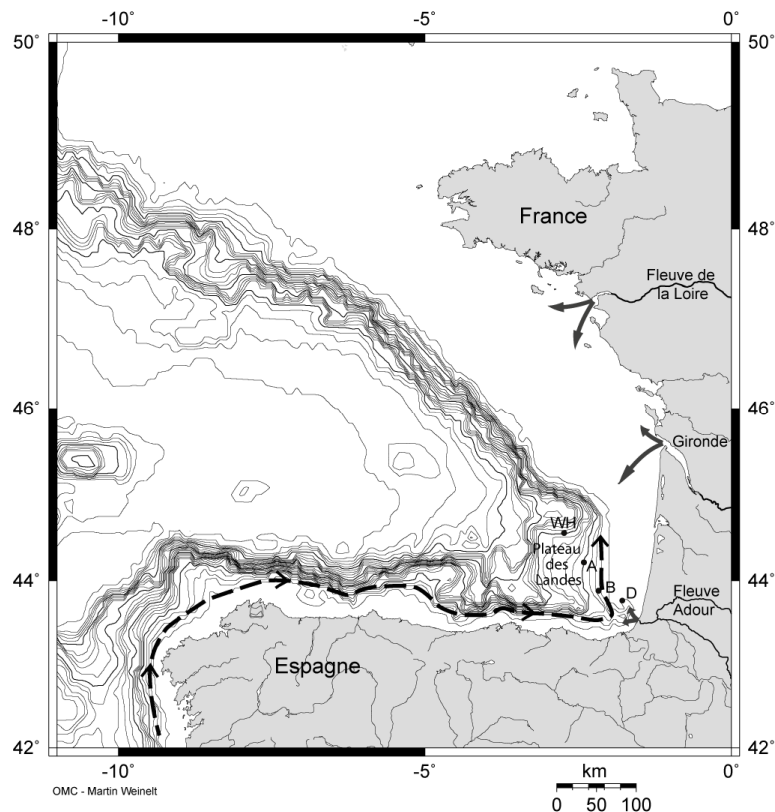 -10˚ -5˚ 0˚
50˚ 50˚
48˚ 48˚
France
Fleuve de
la Loire
46˚ 46˚
Gironde
WH
Plateau
des
Landes
A
44˚ 44˚
B
D
Fleuve
Adour
Espagne
42˚ 42˚
-10˚ -5˚ 0˚
OMC - Martin Weinelt
km
0 50 100